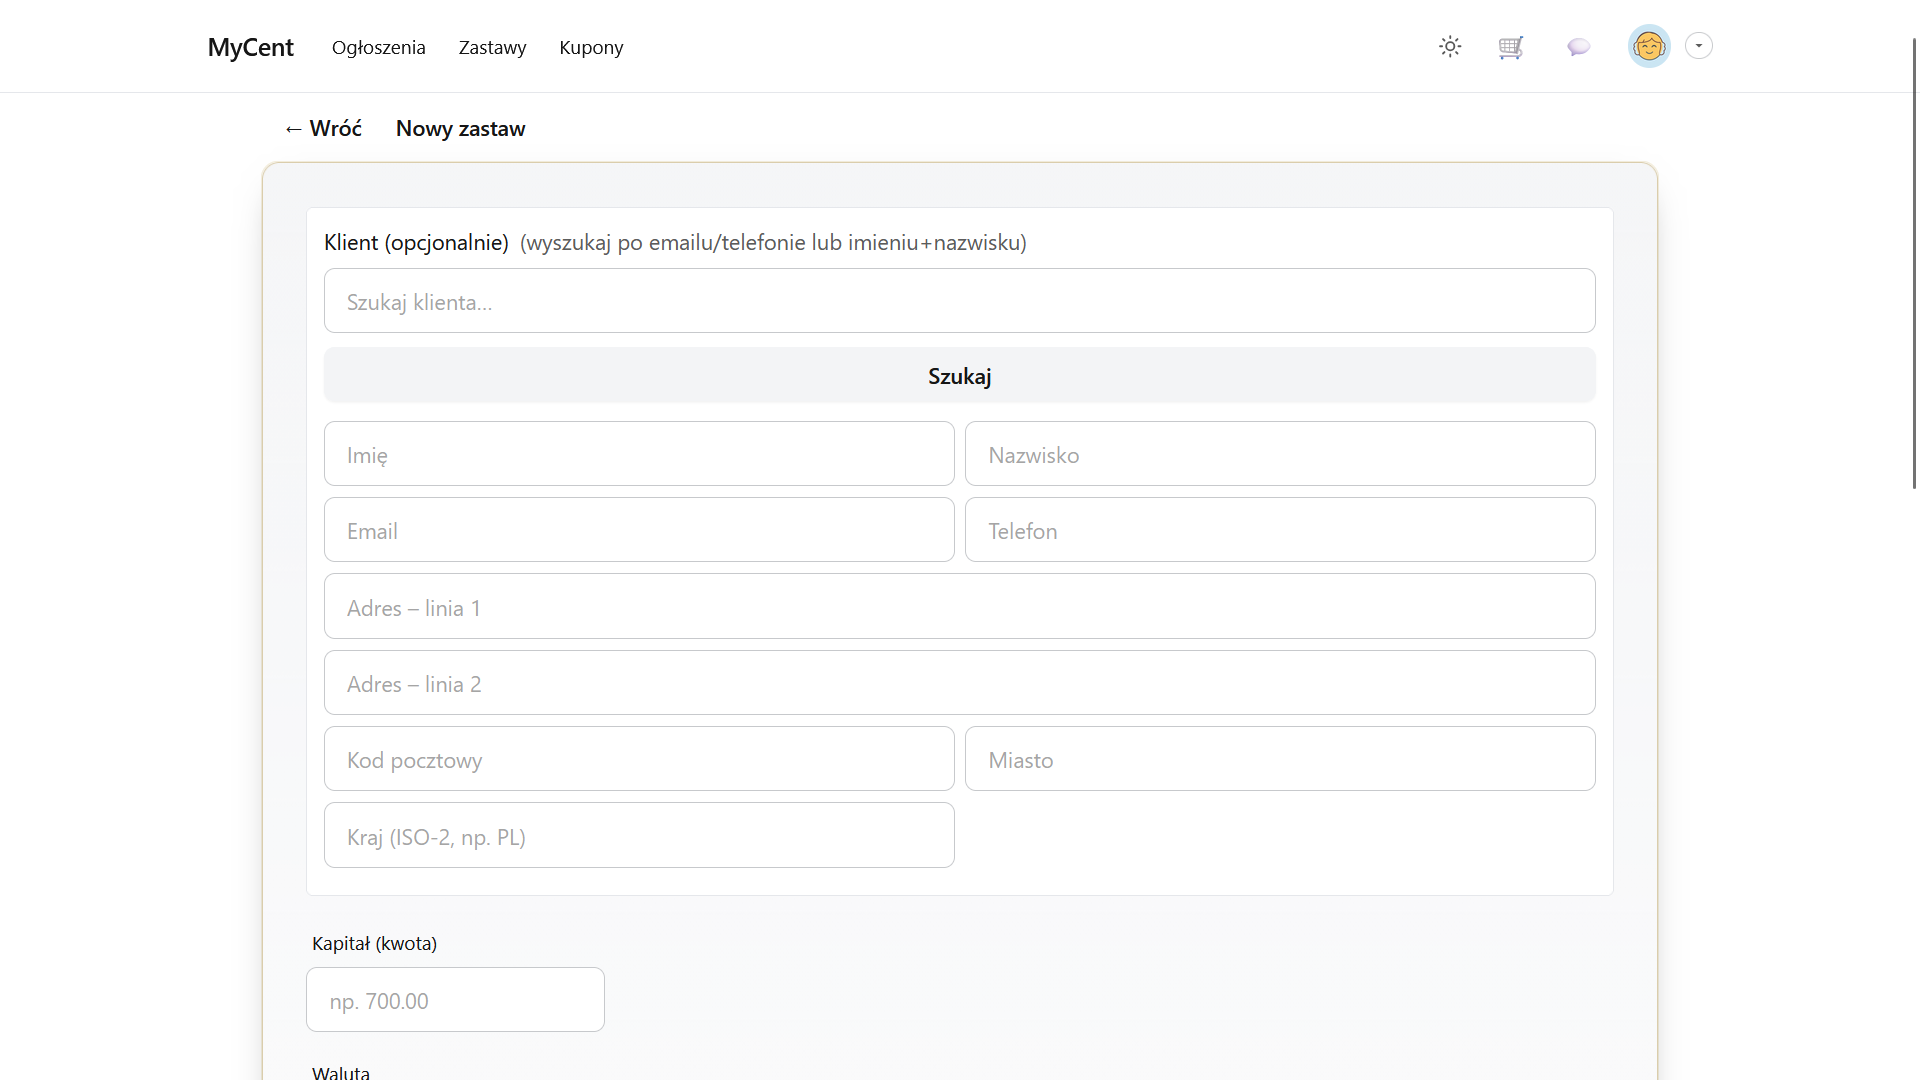 MyCent Ogłoszenia Zastawy Kupony
← Wróć Nowy zastaw
Klient (opcjonalnie) (wyszukaj po emailu/telefonie lub imieniu+nazwisku)
Szukaj klienta...
Szukaj
Imię Nazwisko
Email Telefon
Adres – linia 1
Adres – linia 2
Kod pocztowy Miasto
Kraj (ISO-2, np. PL)
Kapitał (kwota)
np. 700.00
Waluta